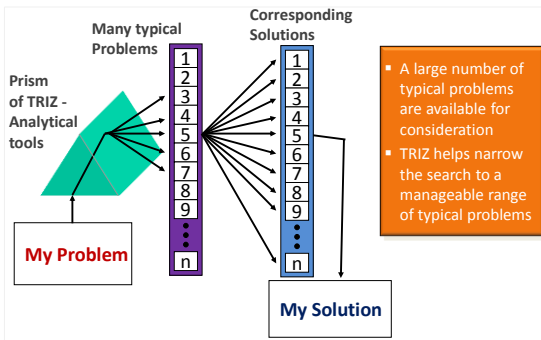 Many typical
Problems
Corresponding
Solutions
Prism
of TRIZ -
Analytical
tools
1
2
3
4
5
6
7
8
9
n
1
2
3
4
5
6
7
8
9
n
My Problem
My Solution
▪ A large number of
typical problems
are available for
consideration
▪ TRIZ helps narrow
the search to a
manageable range
of typical problems